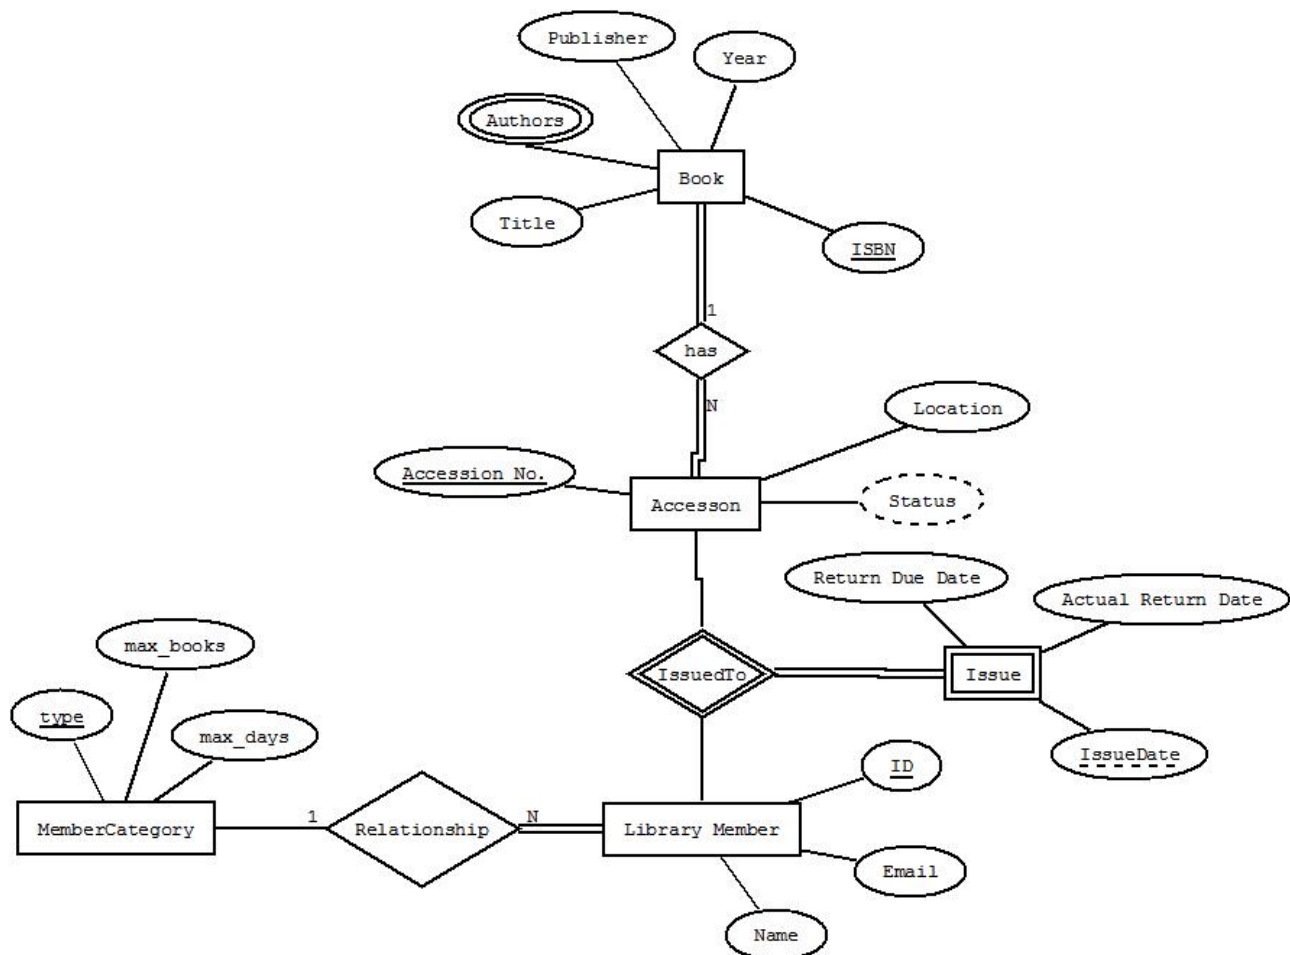 Publisher
Year
Authors
Book
Title
ISBN
1
has
N
Location
Accession No.
Accesson
Status
Return Due Date
Actual Return Date
max_books
IssuedTo
Issue
type
max_days
IssueDate
ID
MemberCategory
1
Relationship
N
Library Member
Email
Name